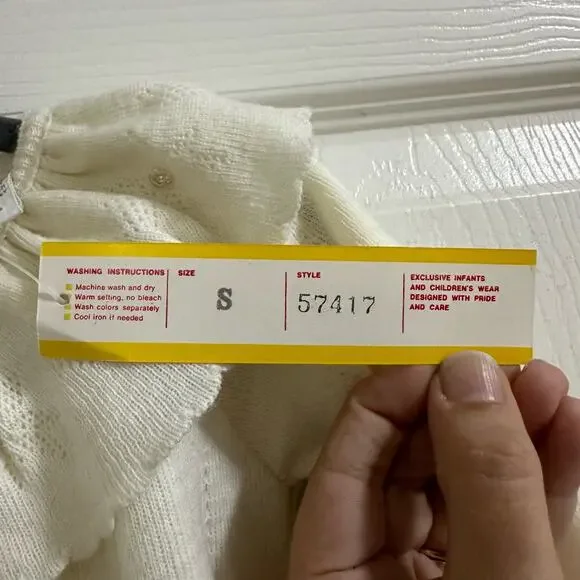 WASHING INSTRUCTIONS
Machine wash and dry
Warm setting, no bleach
Wash colors separately
Cool iron if needed
SIZE
S
STYLE
57417
EXCLUSIVE INFANTS
AND CHILDREN'S WEAR
DESIGNED WITH PRIDE
AND CARE